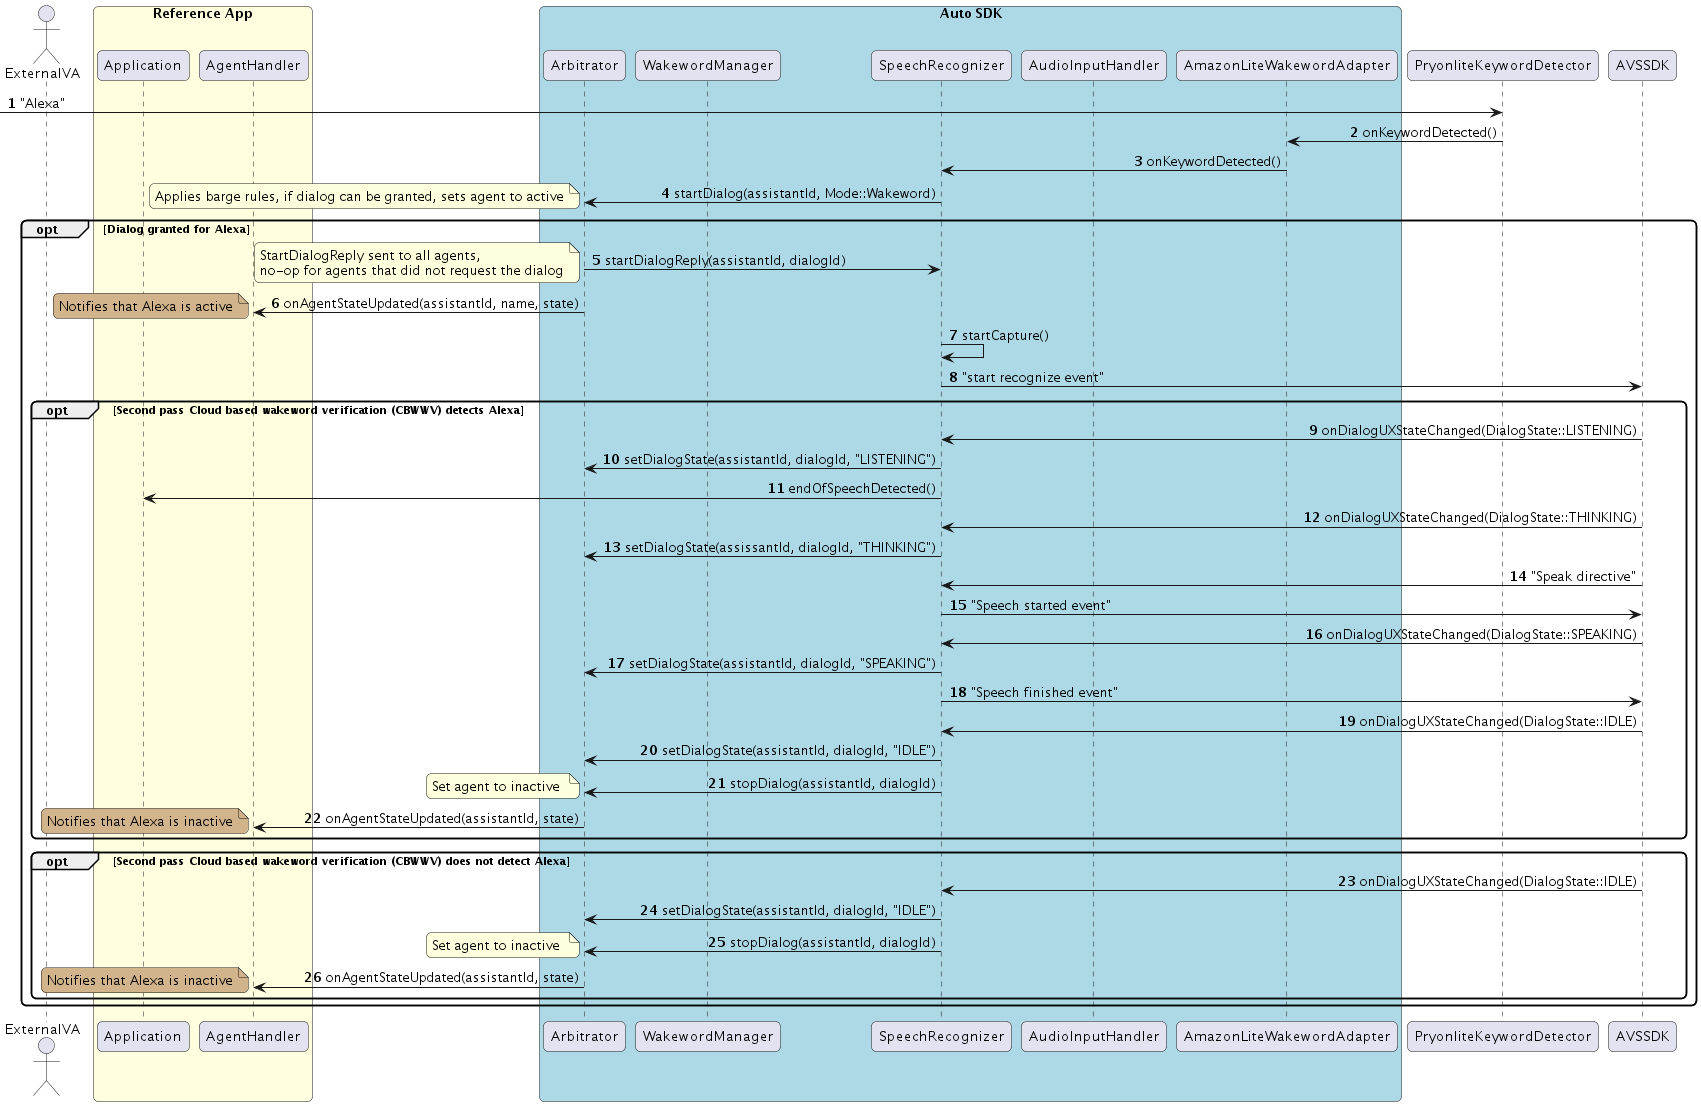 Reference App
Auto SDK
ExternalVA
Application
AgentHandler
Arbitrator
WakewordManager
SpeechRecognizer
AudioInputHandler
AmazonLiteWakewordAdapter
PryonliteKeywordDetector
AVSSDK
1 "Alexa"
2 onKeywordDetected()
3 onKeywordDetected()
Applies barge rules, if dialog can be granted, sets agent to active
4 startDialog(assistantId, Mode::Wakeword)
opt [Dialog granted for Alexa]
StartDialogReply sent to all agents,
no-op for agents that did not request the dialog
5 startDialogReply(assistantId, dialogId)
Notifies that Alexa is active
6 onAgentStateUpdated(assistantId, name, state)
7 startCapture()
8 "start recognize event"
opt [Second pass Cloud based wakeword verification (CBWWV) detects Alexa]
9 onDialogUXStateChanged(DialogState::LISTENING)
10 setDialogState(assistantId, dialogId, "LISTENING")
11 endOfSpeechDetected()
12 onDialogUXStateChanged(DialogState::THINKING)
13 setDialogState(assissantId, dialogId, "THINKING")
14 "Speak directive"
15 "Speech started event"
16 onDialogUXStateChanged(DialogState::SPEAKING)
17 setDialogState(assistantId, dialogId, "SPEAKING")
18 "Speech finished event"
19 onDialogUXStateChanged(DialogState::IDLE)
20 setDialogState(assistantId, dialogId, "IDLE")
Set agent to inactive
21 stopDialog(assistantId, dialogId)
Notifies that Alexa is inactive
22 onAgentStateUpdated(assistantId, state)
opt [Second pass Cloud based wakeword verification (CBWWV) does not detect Alexa]
23 onDialogUXStateChanged(DialogState::IDLE)
24 setDialogState(assistantId, dialogId, "IDLE")
Set agent to inactive
25 stopDialog(assistantId, dialogId)
Notifies that Alexa is inactive
26 onAgentStateUpdated(assistantId, state)
ExternalVA
Application
AgentHandler
Arbitrator
WakewordManager
SpeechRecognizer
AudioInputHandler
AmazonLiteWakewordAdapter
PryonliteKeywordDetector
AVSSDK